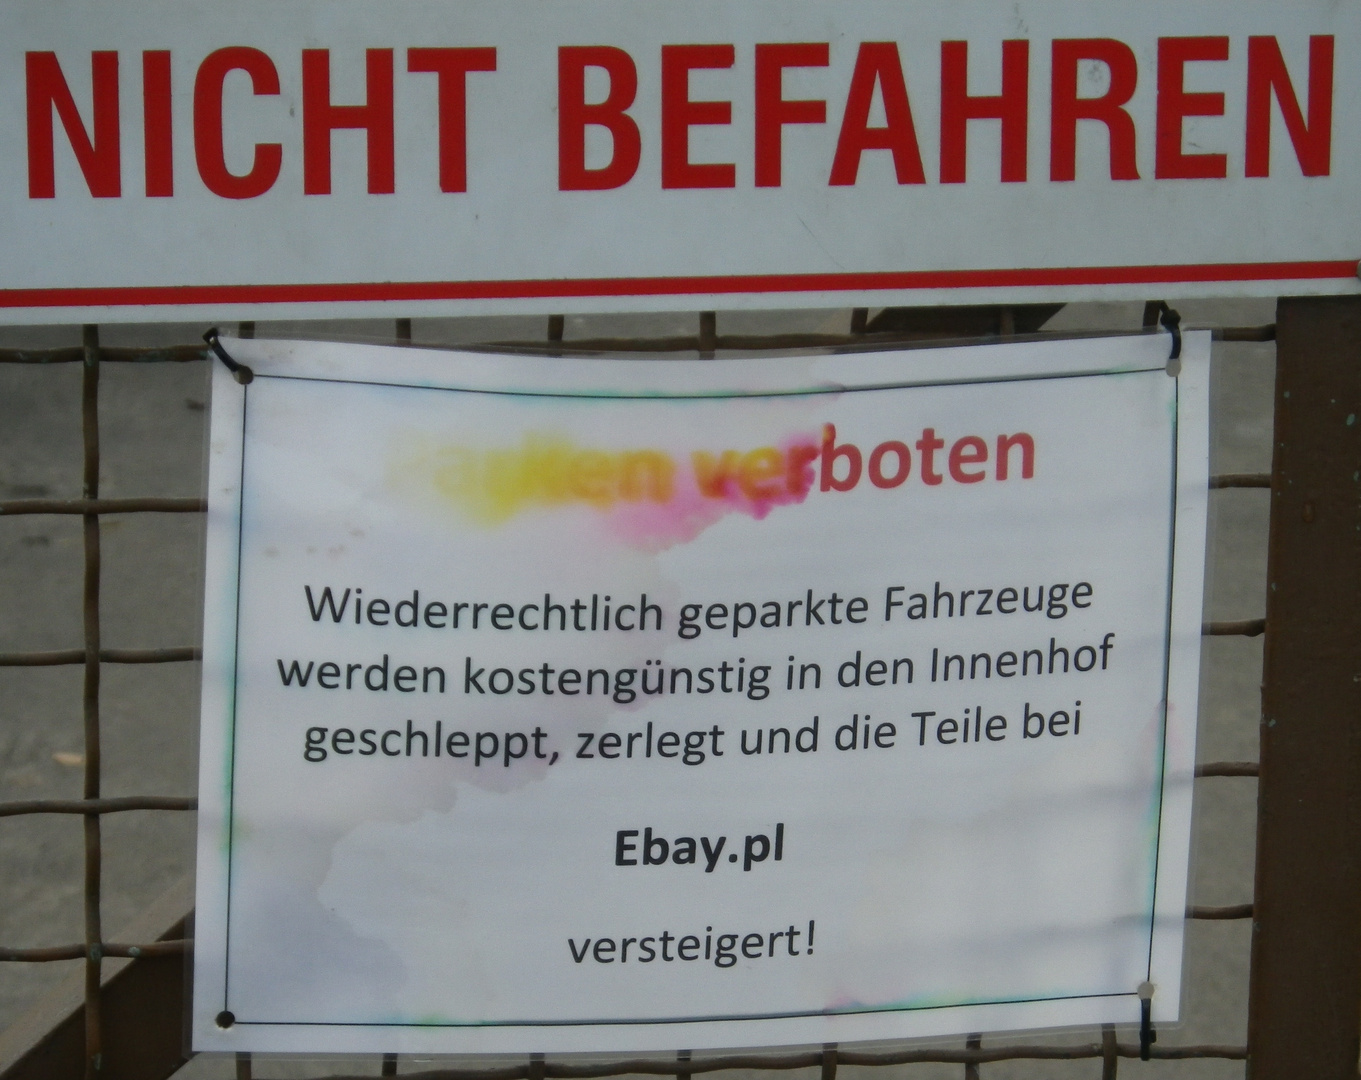 NICHT BEFAHREN
Parken verboten
Wiederrechtlich geparkte Fahrzeuge
werden kostengünstig in den Innenhof
geschleppt, zerlegt und die Teile bei
Ebay.pl
versteigert!